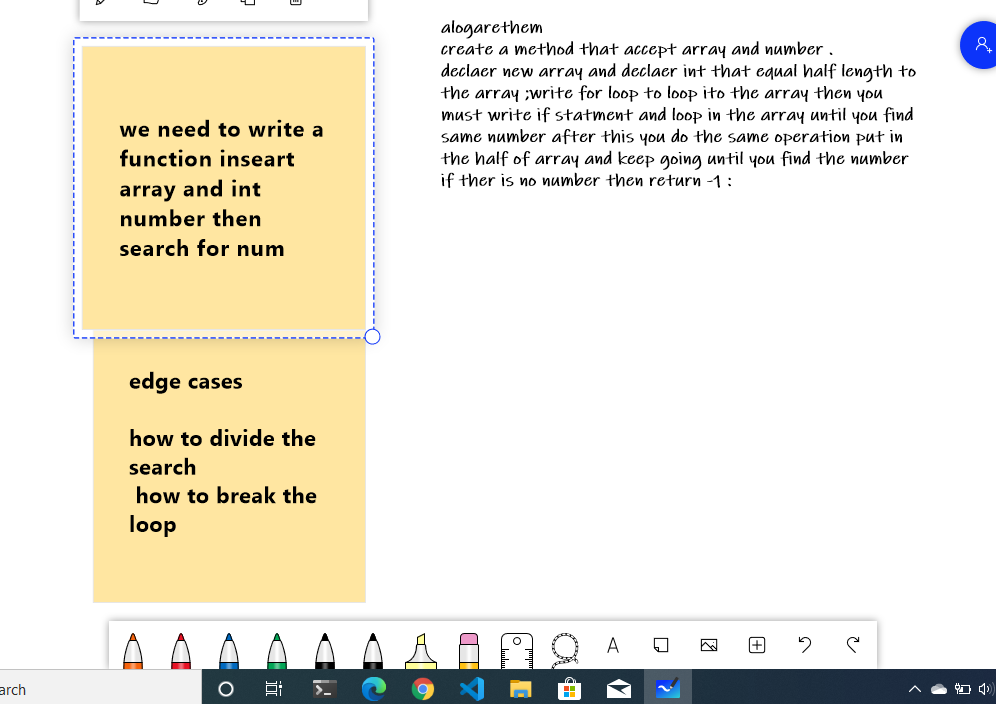 we need to write a
function inseart
array and int
number then
search for num
edge cases
how to divide the
search
how to break the
loop
alogarethem
create a method that accept array and number .
declaer new array and declaer int that equal half length to
the array ;write for loop to loop ito the array then you
must write if statment and loop in the array until you find
same number after this you do the same operation put in
the half of array and keep going until you find the number
if ther is no number then return -1 :
A
arch